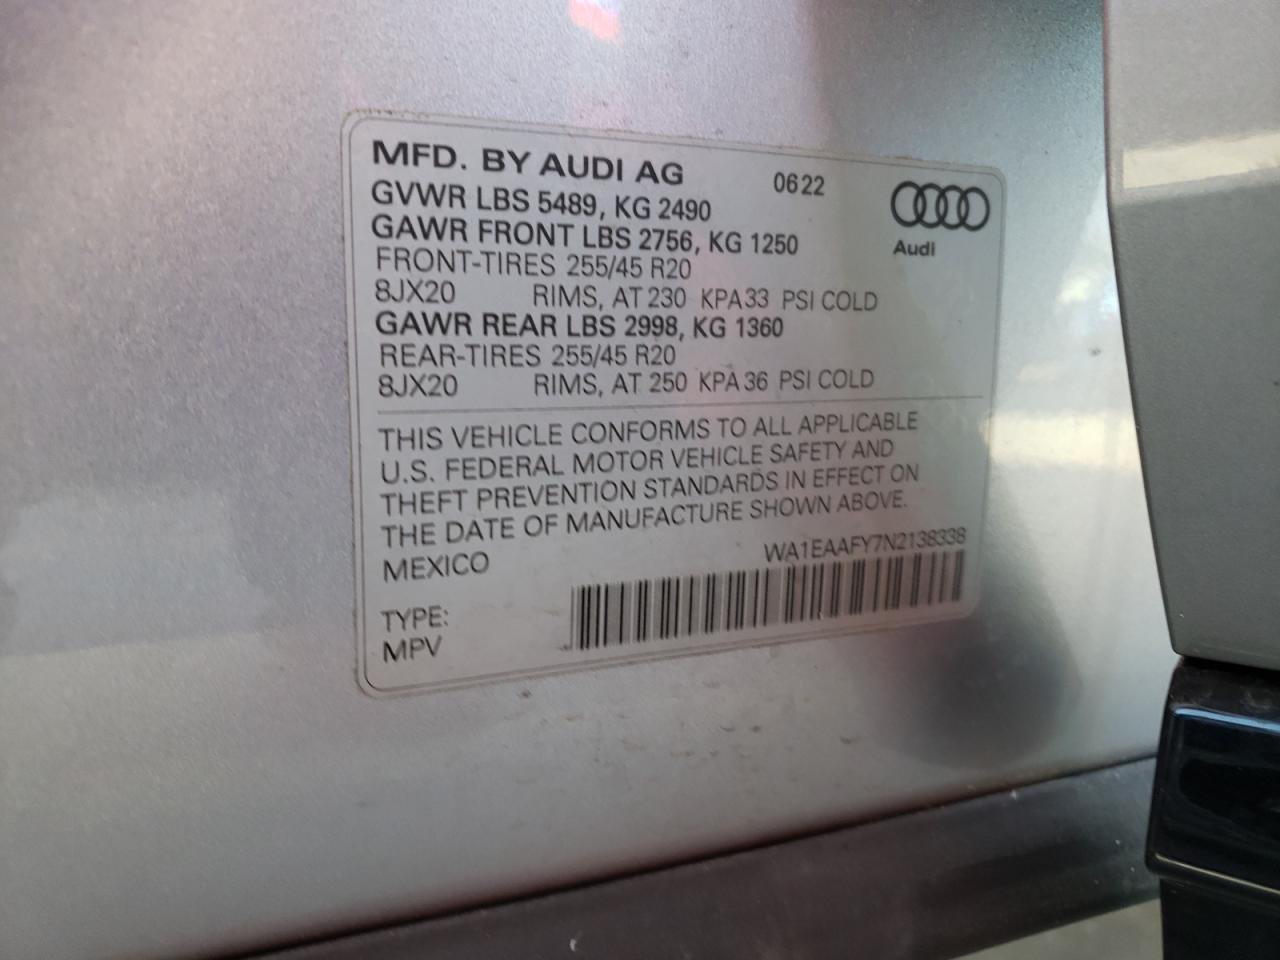 MFD. BY AUDI AG 0622
GVWR LBS 5489, KG 2490
GAWR FRONT LBS 2756, KG 1250
Audi
FRONT-TIRES 255/45 R20
8JX20 RIMS, AT 230 KPA 33 PSI COLD
GAWR REAR LBS 2998, KG 1360
REAR-TIRES 255/45 R20
8JX20 RIMS, AT 250 KPA 36 PSI COLD
THIS VEHICLE CONFORMS TO ALL APPLICABLE
U.S. FEDERAL MOTOR VEHICLE SAFETY AND
THEFT PREVENTION STANDARDS IN EFFECT ON
THE DATE OF MANUFACTURE SHOWN ABOVE.
MEXICO WA1EAAFY7N2138338
TYPE:
MPV